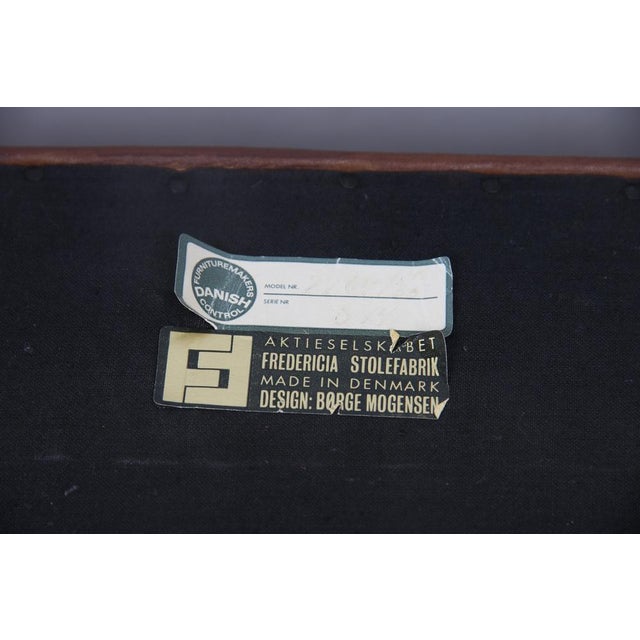 FURNITUREMAKERS
DANISH
CONTROL
MODEL NR.
SERIE NR
AKTIESELSKABET
FREDERICIA STOLEFABRIK
MADE IN DENMARK
DESIGN: BØRGE MOGENSEN